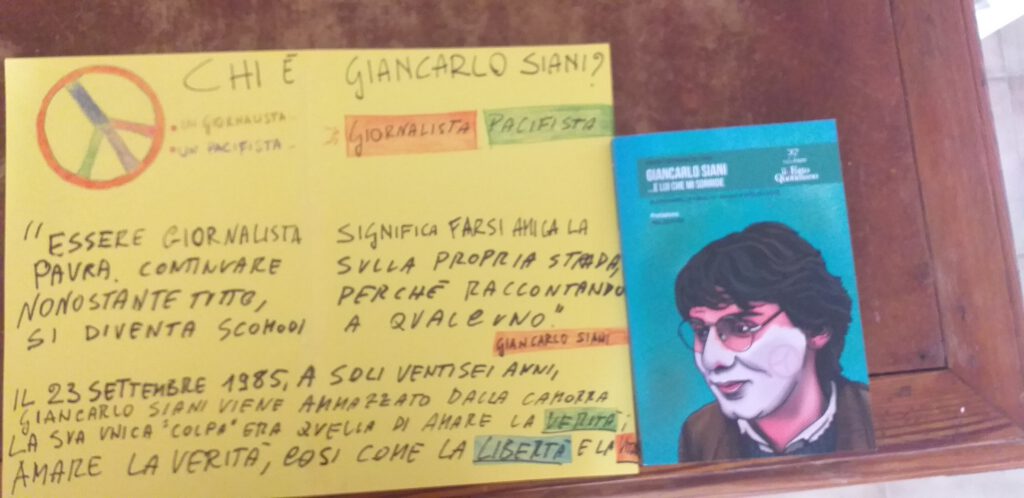 CHI È GIANCARLO SIANI?
• UN GIORNALISTA
• UN PACIFISTA
GIORNALISTA PACIFISTA
"ESSERE GIORNALISTA SIGNIFICA FARSI AMICA LA
PAURA. CONTINUARE SULLA PROPRIA STRADA,
NONOSTANTE TUTTO, PERCHÉ RACCONTANDO
SI DIVENTA SCOMODI A QUALCUNO."
GIANCARLO SIANI
IL 23 SETTEMBRE 1985, A SOLI VENTISEI ANNI,
GIANCARLO SIANI VIENE AMMAZZATO DALLA CAMORRA
LA SUA UNICA "COLPA" ERA QUELLA DI AMARE LA VERITÀ;
AMARE LA VERITÀ, COSÌ COME LA LIBERTÀ E LA
GIANCARLO SIANI
...E LUI CHE MI SORRIDE
il Fatto
Quotidiano
Prefazione